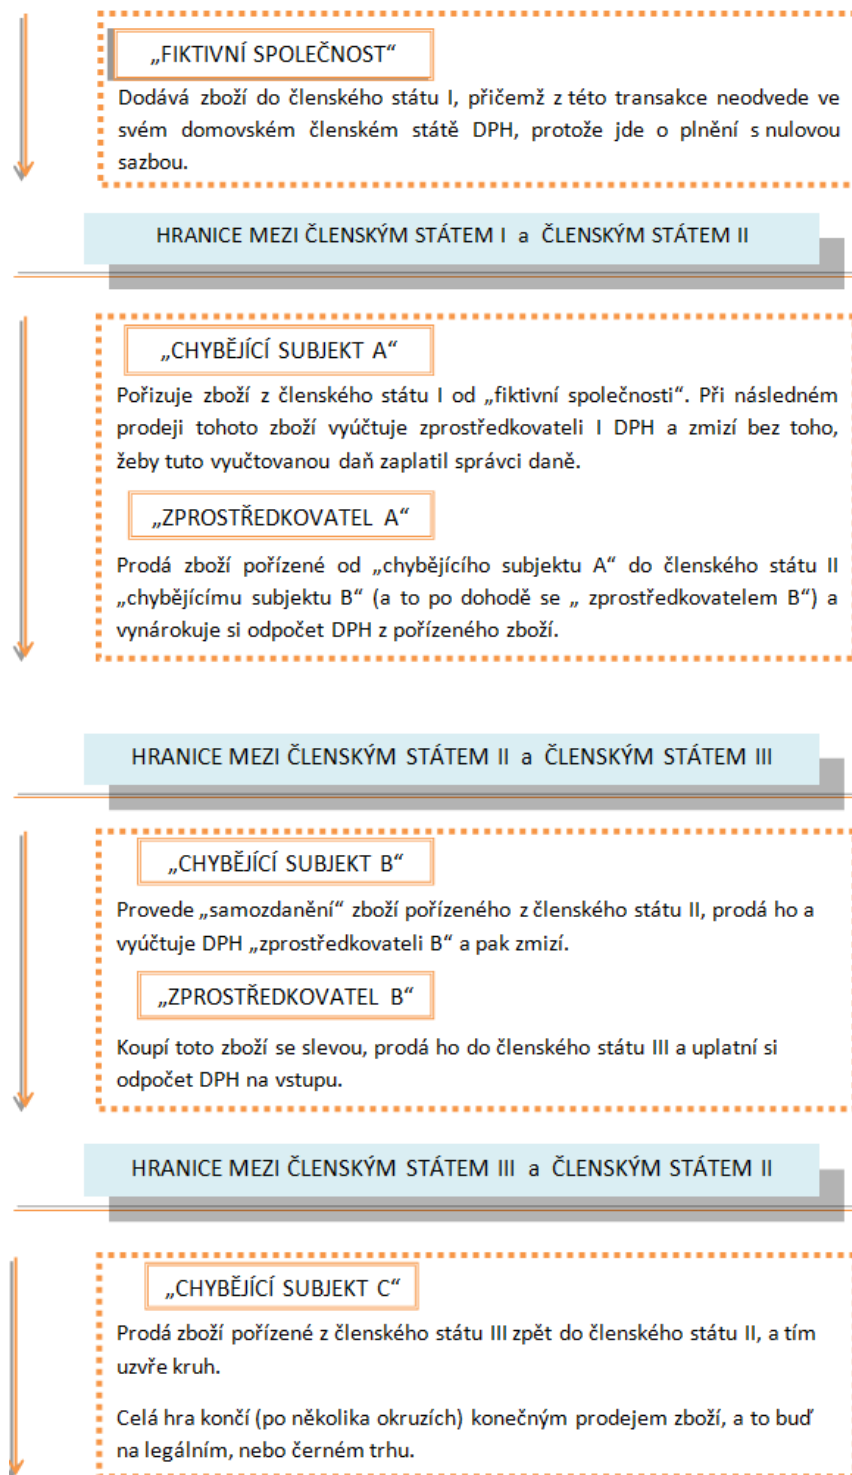 „FIKTIVNÍ SPOLEČNOST“
Dodává zboží do členského státu I, přičemž z této transakce neodvede ve
svém domovském členském státě DPH, protože jde o plnění s nulovou
sazbou.
HRANICE MEZI ČLENSKÝM STÁTEM I a ČLENSKÝM STÁTEM II
„CHYBĚJÍCÍ SUBJEKT A“
Pořizuje zboží z členského státu I od „fiktivní společnosti“. Při následném
prodeji tohoto zboží vyúčtuje zprostředkovateli I DPH a zmizí bez toho,
žeby tuto vyučtovanou daň zaplatil správci daně.
„ZPROSTŘEDKOVATEL A“
Prodá zboží pořízené od „chybějícího subjektu A“ do členského státu II
„chybějícímu subjektu B“ (a to po dohodě se „ zprostředkovatelem B“) a
vynárokuje si odpočet DPH z pořízeného zboží.
HRANICE MEZI ČLENSKÝM STÁTEM II a ČLENSKÝM STÁTEM III
„CHYBĚJÍCÍ SUBJEKT B“
Provede „samozdanění“ zboží pořízeného z členského státu II, prodá ho a
vyúčtuje DPH „zprostředkovateli B“ a pak zmizí.
„ZPROSTŘEDKOVATEL B“
Koupí toto zboží se slevou, prodá ho do členského státu III a uplatní si
odpočet DPH na vstupu.
HRANICE MEZI ČLENSKÝM STÁTEM III a ČLENSKÝM STÁTEM II
„CHYBĚJÍCÍ SUBJEKT C“
Prodá zboží pořízené z členského státu III zpět do členského státu II, a tím
uzvře kruh.
Celá hra končí (po několika okruzích) konečným prodejem zboží, a to buď
na legálním, nebo černém trhu.